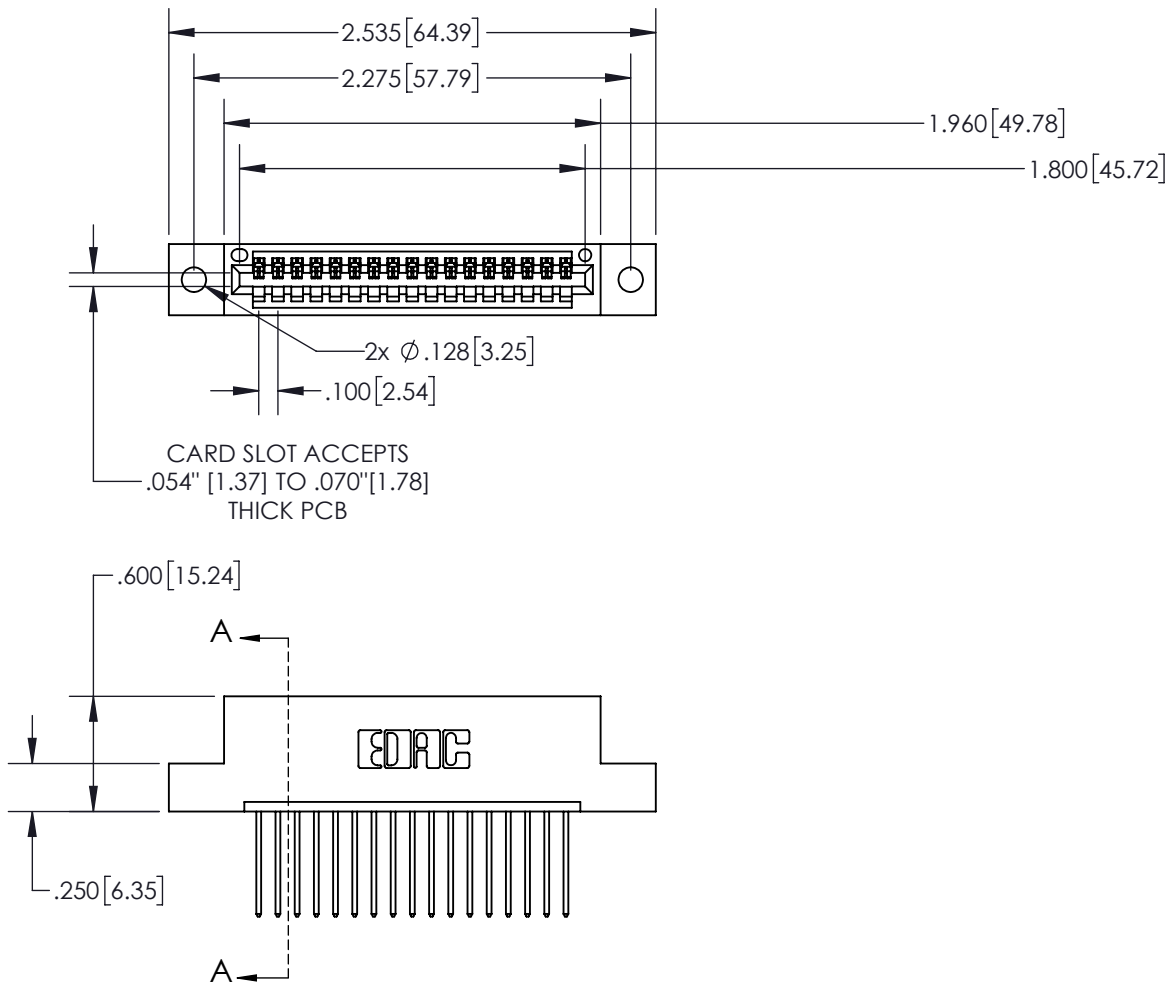 2.535[64.39]
2.275[57.79]
1.960[49.78]
1.800[45.72]
2x Ø.128[3.25]
.100[2.54]
CARD SLOT ACCEPTS
.054" [1.37] TO .070"[1.78]
THICK PCB
.600[15.24]
A
EDAC
.250[6.35]
A